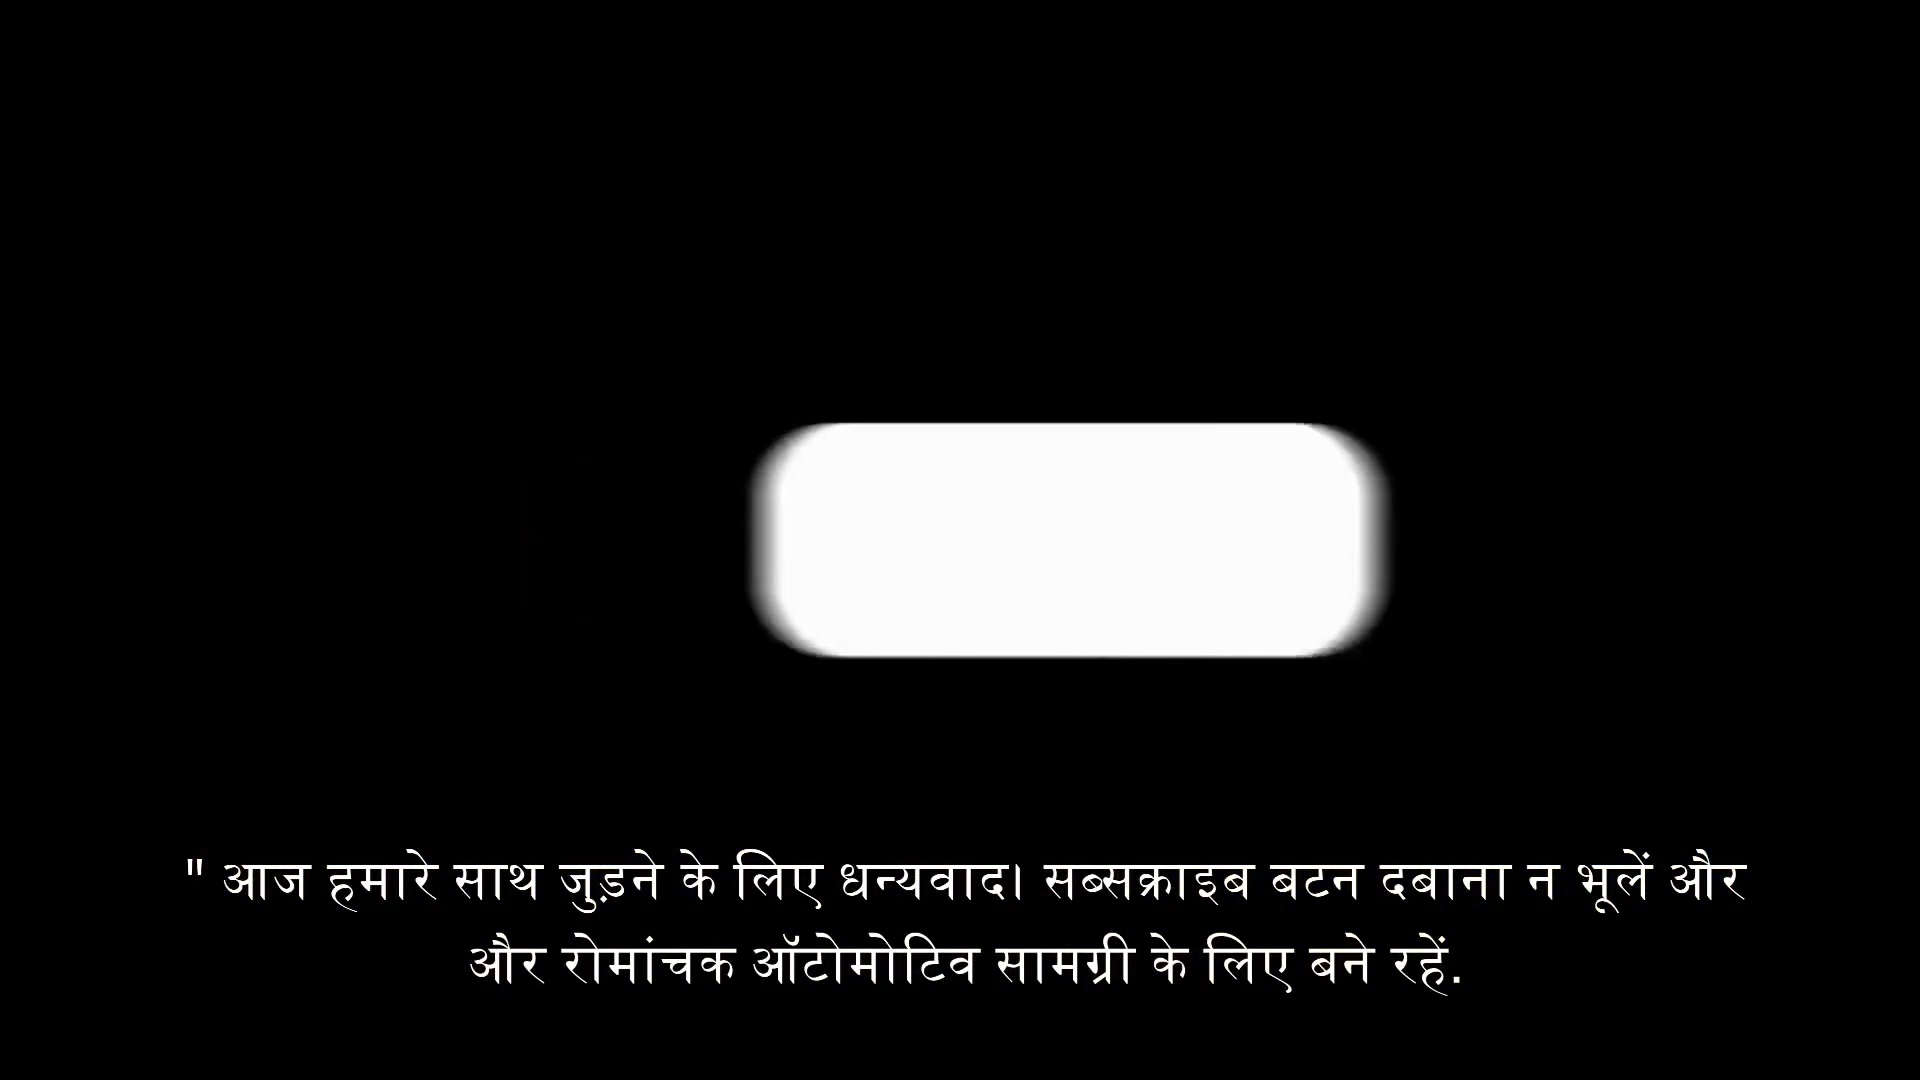 " आज हमारे साथ जुड़ने के लिए धन्यवाद। सब्सक्राइब बटन दबाना न भूलें और
और रोमांचक ऑटोमोटिव सामग्री के लिए बने रहें.